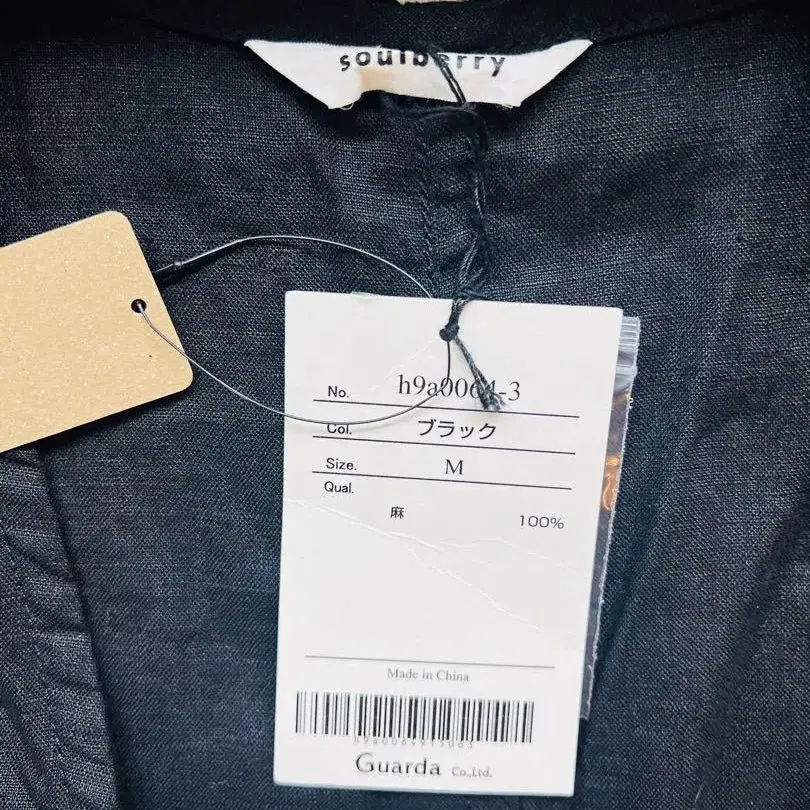 soulberry
No. h9a0064-3
Col. ブラック
Size. M
Qual.
麻 100%
Made in China
h9a0064915063
Guarda Co.,Ltd.